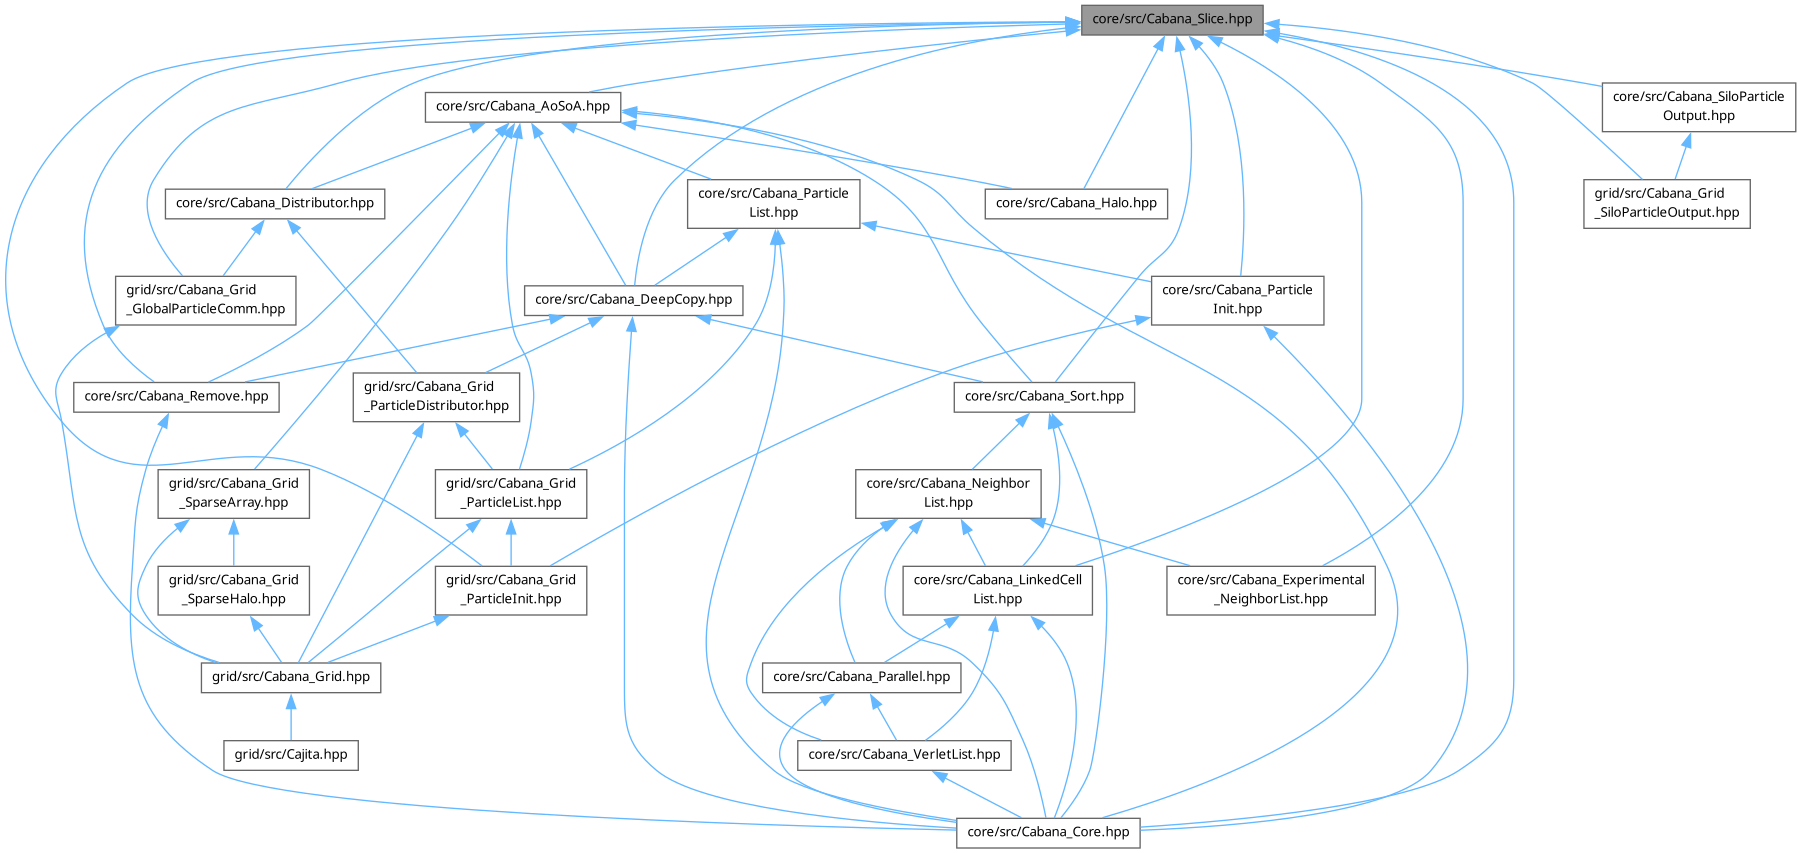 core/src/Cabana_Slice.hpp
core/src/Cabana_AoSoA.hpp
core/src/Cabana_SiloParticle
Output.hpp
core/src/Cabana_Distributor.hpp
core/src/Cabana_Particle
List.hpp
core/src/Cabana_Halo.hpp
grid/src/Cabana_Grid
_SiloParticleOutput.hpp
grid/src/Cabana_Grid
_GlobalParticleComm.hpp
core/src/Cabana_DeepCopy.hpp
core/src/Cabana_Particle
Init.hpp
core/src/Cabana_Remove.hpp
grid/src/Cabana_Grid
_ParticleDistributor.hpp
core/src/Cabana_Sort.hpp
grid/src/Cabana_Grid
_SparseArray.hpp
grid/src/Cabana_Grid
_ParticleList.hpp
core/src/Cabana_Neighbor
List.hpp
grid/src/Cabana_Grid
_SparseHalo.hpp
grid/src/Cabana_Grid
_ParticleInit.hpp
core/src/Cabana_LinkedCell
List.hpp
core/src/Cabana_Experimental
_NeighborList.hpp
grid/src/Cabana_Grid.hpp
core/src/Cabana_Parallel.hpp
grid/src/Cajita.hpp
core/src/Cabana_VerletList.hpp
core/src/Cabana_Core.hpp